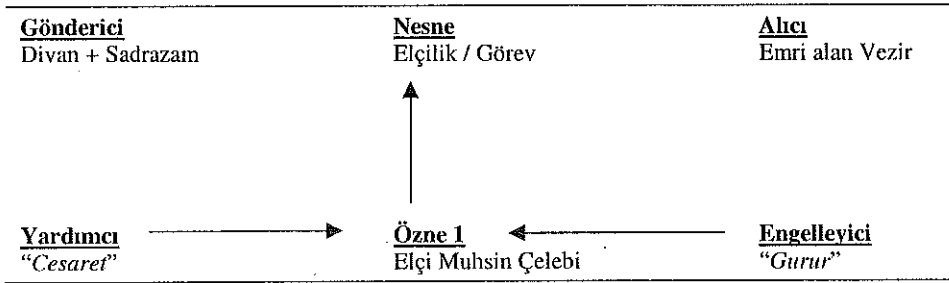 Gönderici Nesne Alıcı
Divan + Sadrazam Elçilik / Görev Emri alan Vezir
Yardımcı Özne 1 Engelleyici
“Cesaret” Elçi Muhsin Çelebi “Gurur”